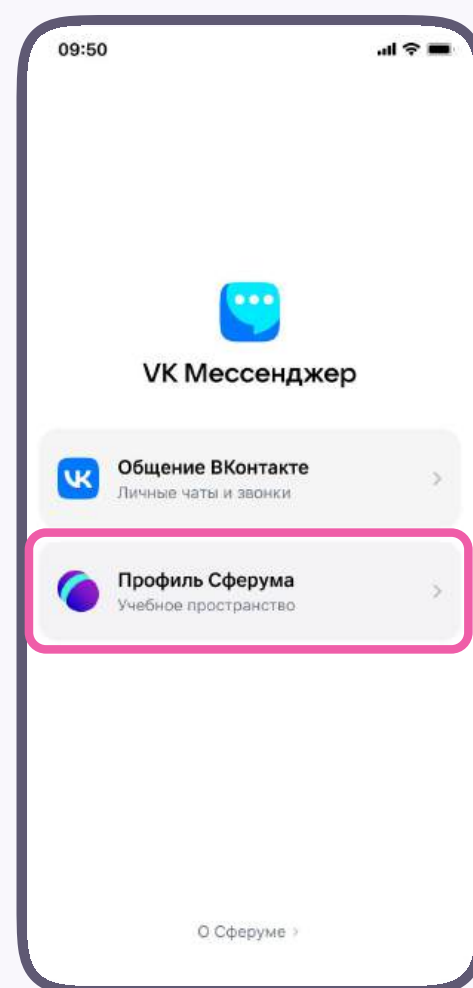 09:50
VK Мессенджер
Общение ВКонтакте
Личные чаты и звонки
Профиль Сферума
Учебное пространство
О Сферуме